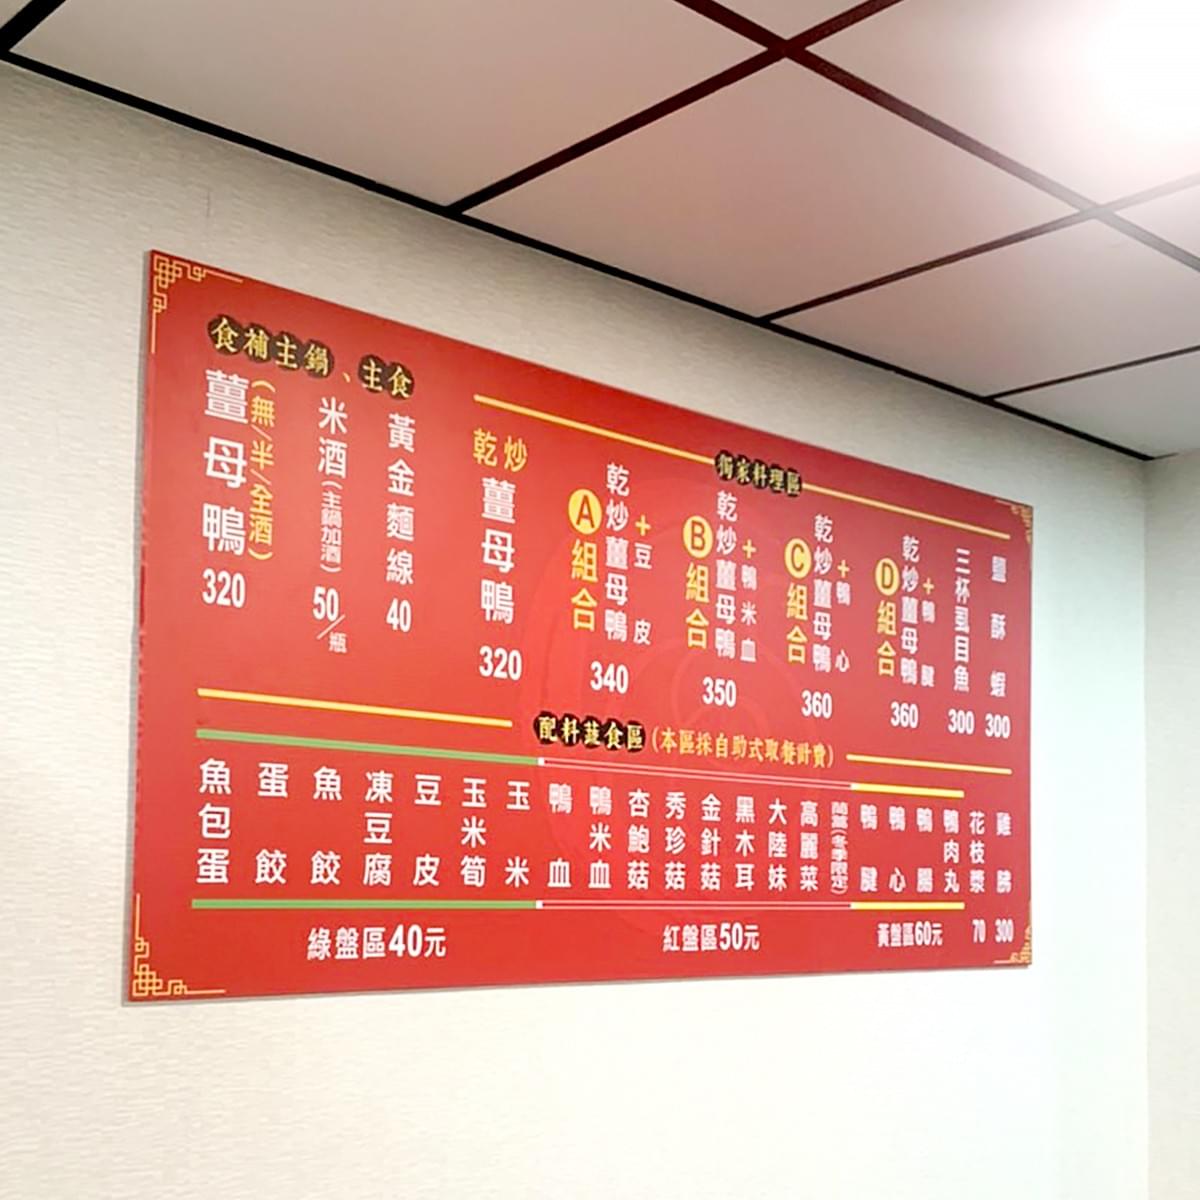 食補主鍋、主食
薑母鴨(無/半/全酒) 320
米酒(主鍋加酒) 50/瓶
黃金麵線 40
獨家料理區
乾炒薑母鴨 320
A組合 乾炒薑母鴨+豆皮 340
B組合 乾炒薑母鴨+鴨米血 350
C組合 乾炒薑母鴨+鴨心 360
D組合 乾炒薑母鴨+鴨腱 360
三杯虱目魚 300
鹽酥蝦 300
配料蔬食區(本區採自助式取餐計費)
魚包蛋
蛋餃
魚餃
凍豆腐
豆皮
玉米筍
玉米
綠盤區40元
鴨血
鴨米血
杏鮑菇
秀珍菇
金針菇
黑木耳
大陸妹
高麗菜
茼蒿(冬季限定)
紅盤區50元
鴨腱
鴨心
鴨腸
鴨肉丸
黃盤區60元
花枝漿 70
雞胇 300